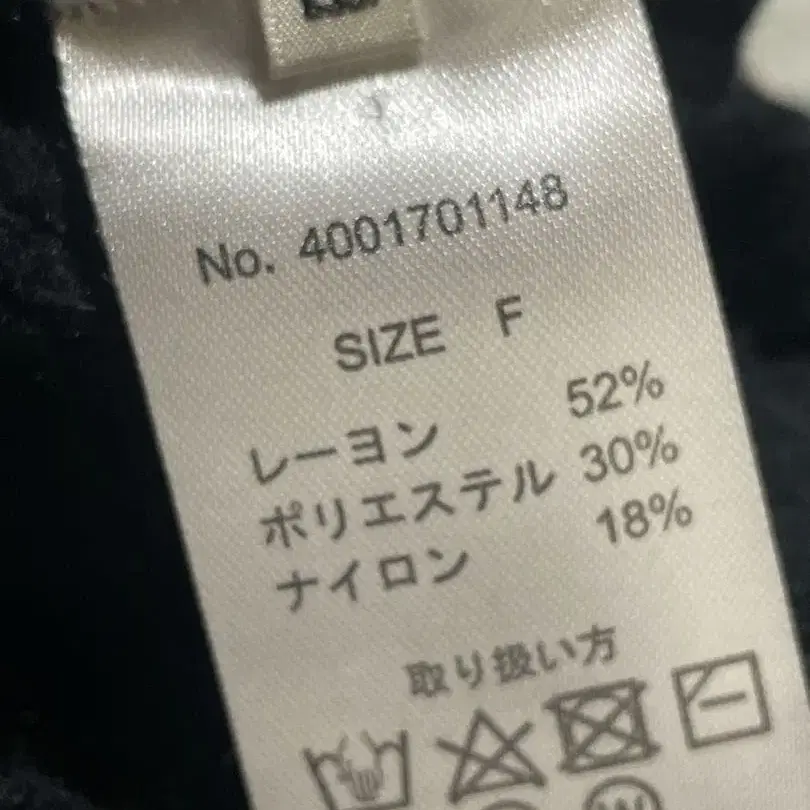 No. 4001701148
SIZE F
レーヨン 52%
ポリエステル 30%
ナイロン 18%
取り扱い方